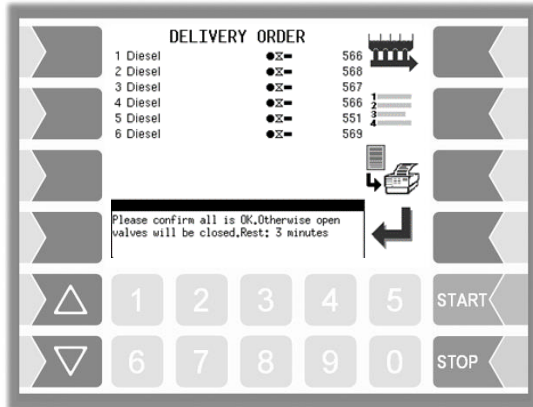 DELIVERY ORDER
1 Diesel 566
2 Diesel 568
3 Diesel 567
4 Diesel 566
5 Diesel 551
6 Diesel 569
1
2
3
4
Please confirm all is OK.Otherwise open
valves will be closed.Rest: 3 minutes
1 2 3 4 5 START
6 7 8 9 0 STOP